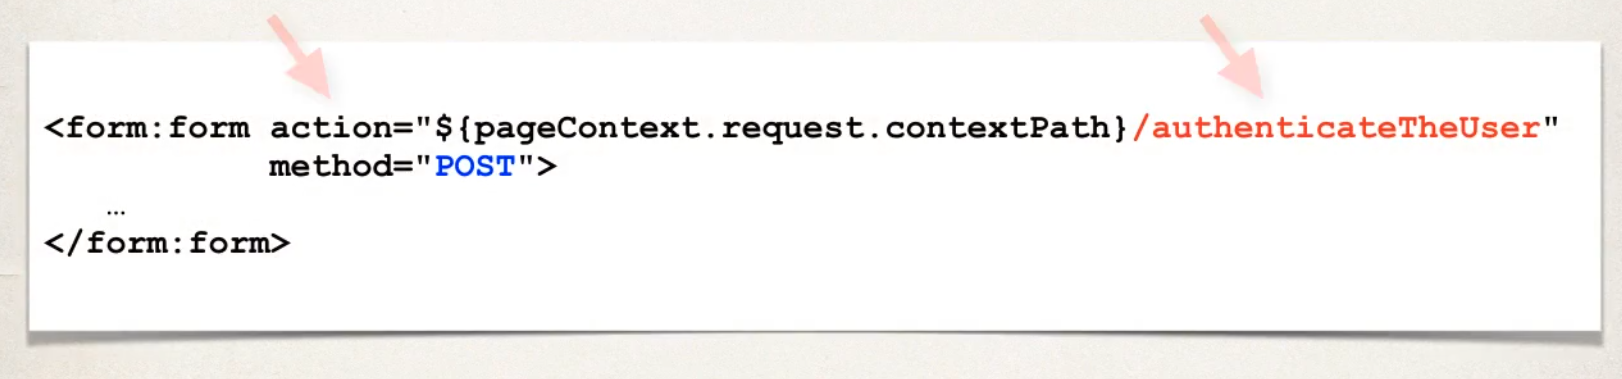 <form:form action="${pageContext.request.contextPath}/authenticateTheUser"
method="POST">
…
</form:form>